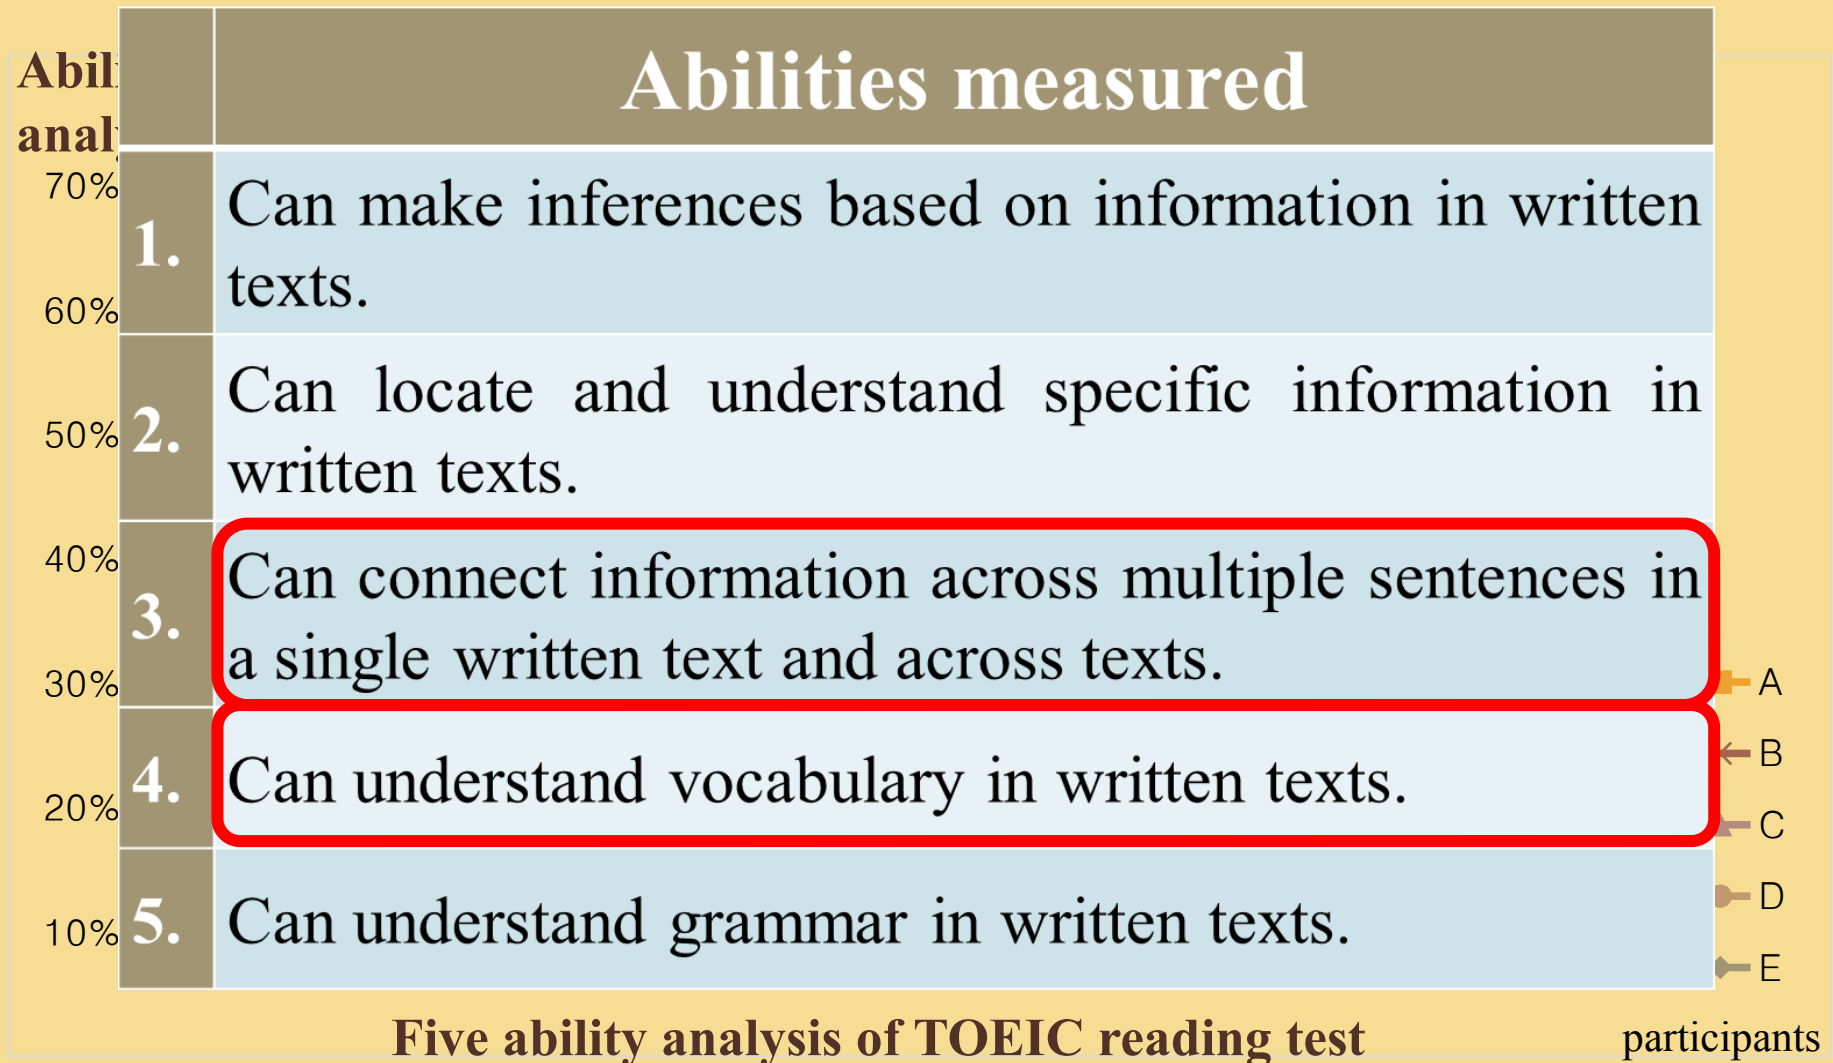 Abilities measured
1.
Can make inferences based on information in written
texts.
2.
Can locate and understand specific information in
written texts.
3.
Can connect information across multiple sentences in
a single written text and across texts.
4.
Can understand vocabulary in written texts.
5.
Can understand grammar in written texts.
70%
60%
50%
40%
30%
20%
10%
A
B
C
D
E
Five ability analysis of TOEIC reading test
participants